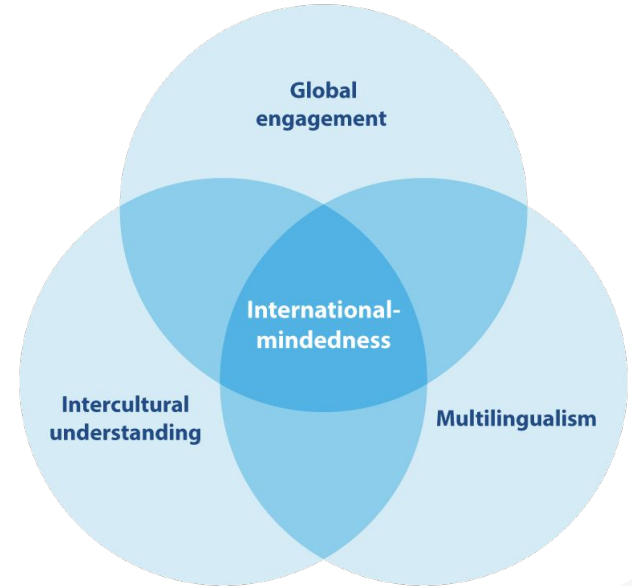 Global
engagement
International-
mindedness
Intercultural
understanding
Multilingualism